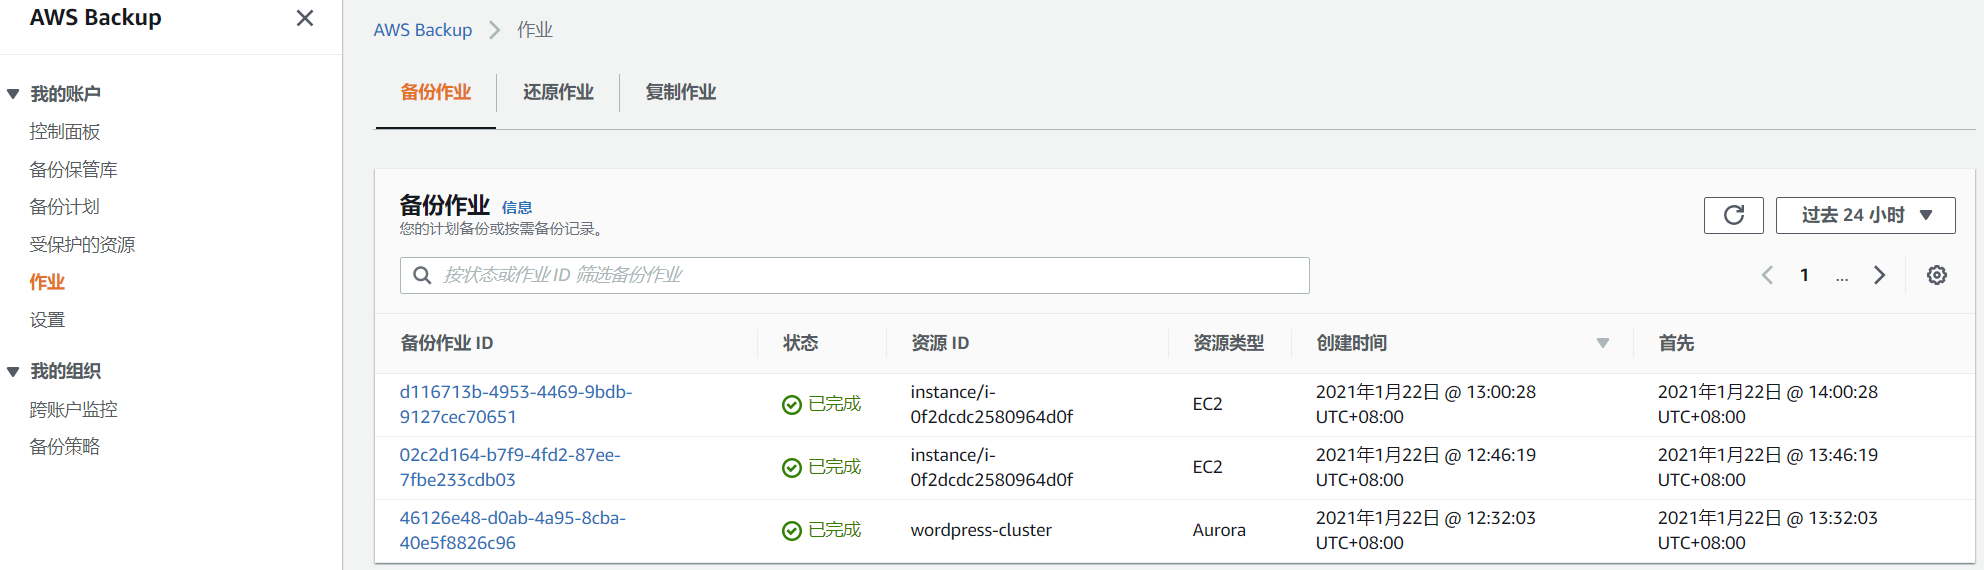 AWS Backup
我的账户
控制面板
备份保管库
备份计划
受保护的资源
作业
设置
我的组织
跨账户监控
备份策略
AWS Backup 作业
备份作业 还原作业 复制作业
备份作业 信息
您的计划备份或按需备份记录。
过去 24 小时
按状态或作业 ID 筛选备份作业
1 ...
备份作业 ID 状态 资源 ID 资源类型 创建时间 首先
d116713b-4953-4469-9bdb-
9127cec70651
已完成
instance/i-
0f2dcdc2580964d0f
EC2
2021年1月22日 @ 13:00:28
UTC+08:00
2021年1月22日 @ 14:00:28
UTC+08:00
02c2d164-b7f9-4fd2-87ee-
7fbe233cdb03
已完成
instance/i-
0f2dcdc2580964d0f
EC2
2021年1月22日 @ 12:46:19
UTC+08:00
2021年1月22日 @ 13:46:19
UTC+08:00
46126e48-d0ab-4a95-8cba-
40e5f8826c96
已完成
wordpress-cluster
Aurora
2021年1月22日 @ 12:32:03
UTC+08:00
2021年1月22日 @ 13:32:03
UTC+08:00